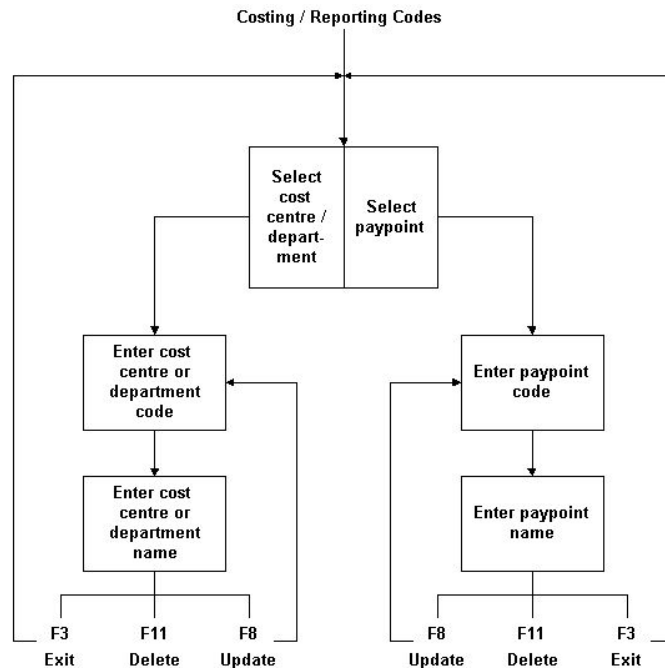 Costing / Reporting Codes
Select
cost
centre /
depart-
ment
Select
paypoint
Enter cost
centre or
department
code
Enter paypoint
code
Enter cost
centre or
department
name
Enter paypoint
name
F3
Exit
F11
Delete
F8
Update
F8
Update
F11
Delete
F3
Exit